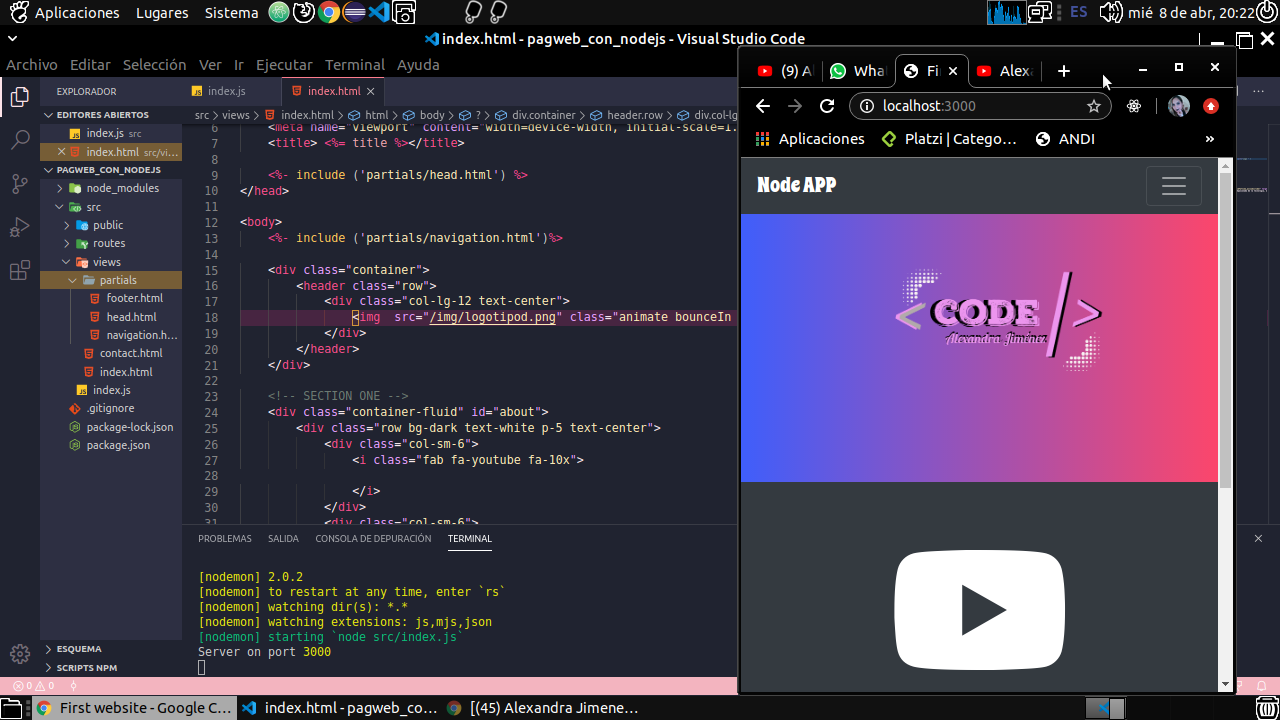 Aplicaciones Lugares Sistema ES mié 8 de abr, 20:22
index.html - pagweb_con_nodejs - Visual Studio Code
Archivo Editar Selección Ver Ir Ejecutar Terminal Ayuda
EXPLORADOR
EDITORES ABIERTOS
index.js src
index.html src/vi...
PAGWEB_CON_NODEJS
node_modules
src
public
routes
views
partials
footer.html
head.html
navigation.h...
contact.html
index.html
index.js
.gitignore
package-lock.json
package.json
ESQUEMA
SCRIPTS NPM
index.js index.html
src > views > index.html > html > body > ? > div.container > header.row > div.col-lg
6 <meta name="viewport" content="width=device-width, initial-scale=1.
7 <title> <%= title %></title>
8
9 <%- include ('partials/head.html') %>
10 </head>
11
12 <body>
13 <%- include ('partials/navigation.html')%>
14
15 <div class="container">
16 <header class="row">
17 <div class="col-lg-12 text-center">
18 <img src="/img/logotipod.png" class="animate bounceIn
19 </div>
20 </header>
21 </div>
22
23 <!-- SECTION ONE -->
24 <div class="container-fluid" id="about">
25 <div class="row bg-dark text-white p-5 text-center">
26 <div class="col-sm-6">
27 <i class="fab fa-youtube fa-10x">
28
29 </i>
30 </div>
31 <div class="col-sm-6">
PROBLEMAS SALIDA CONSOLA DE DEPURACIÓN TERMINAL
[nodemon] 2.0.2
[nodemon] to restart at any time, enter `rs`
[nodemon] watching dir(s): *.*
[nodemon] watching extensions: js,mjs,json
[nodemon] starting `node src/index.js`
Server on port 3000
0 0
(9) Al What Fi Alexa
localhost:3000
Aplicaciones Platzi | Catego... ANDI »
Node APP
< CODE />
Alexandra Jiménez
First website - Google C... index.html - pagweb_co... [(45) Alexandra Jimene...